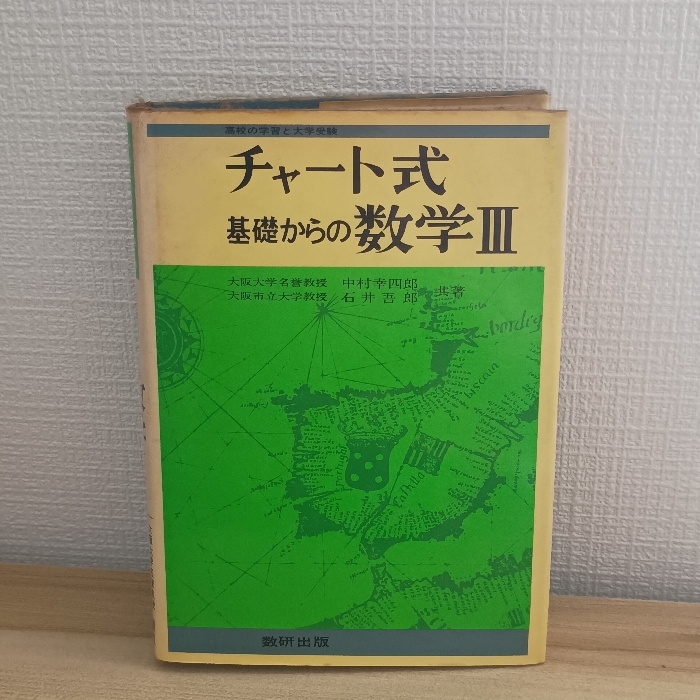 高校の学習と大学受験
チャート式
基礎からの数学III
大阪大学名誉教授 中村幸四郎
大阪市立大学教授 石井吾郎 共著
数研出版